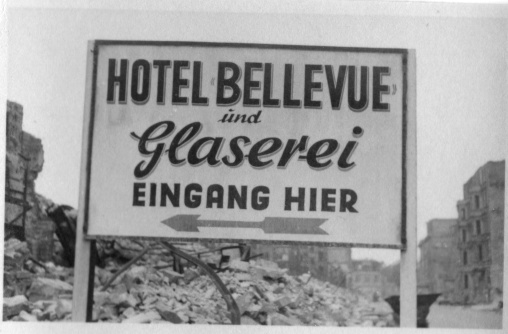 HOTEL "BELLEVUE"
und
Glaserei
EINGANG HIER